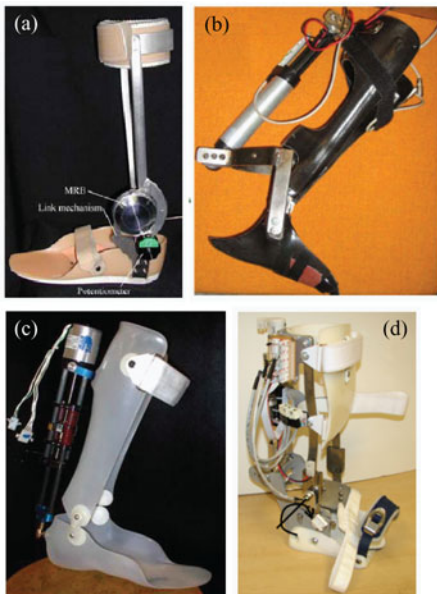 (a)
MRB
Link mechanism
Potentiometer
(b)
(c)
(d)